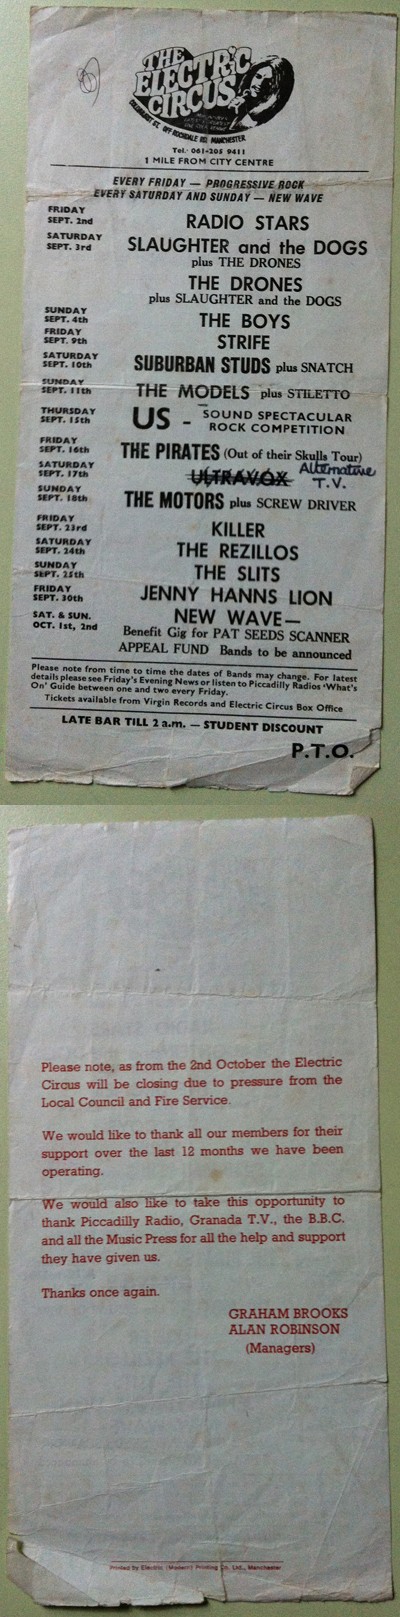 THE
ELECTRIC
CIRCUS
COLLYHURST ST. OFF ROCHDALE RD. MANCHESTER
Tel.: 061-205 9411
1 MILE FROM CITY CENTRE
EVERY FRIDAY — PROGRESSIVE ROCK
EVERY SATURDAY AND SUNDAY — NEW WAVE
FRIDAY
SEPT. 2nd
RADIO STARS
SATURDAY
SEPT. 3rd
SLAUGHTER and the DOGS
plus THE DRONES
THE DRONES
plus SLAUGHTER and the DOGS
SUNDAY
SEPT. 4th
THE BOYS
FRIDAY
SEPT. 9th
STRIFE
SATURDAY
SEPT. 10th
SUBURBAN STUDS plus SNATCH
SUNDAY
SEPT. 11th
THE MODELS plus STILETTO
THURSDAY
SEPT. 15th
US - SOUND SPECTACULAR
ROCK COMPETITION
FRIDAY
SEPT. 16th
THE PIRATES (Out of their Skulls Tour)
SATURDAY
SEPT. 17th
ULTRAVOX Alternative
T.V.
SUNDAY
SEPT. 18th
THE MOTORS plus SCREW DRIVER
FRIDAY
SEPT. 23rd
KILLER
SATURDAY
SEPT. 24th
THE REZILLOS
SUNDAY
SEPT. 25th
THE SLITS
FRIDAY
SEPT. 30th
JENNY HANNS LION
SAT. & SUN.
OCT. 1st, 2nd
NEW WAVE—
Benefit Gig for PAT SEEDS SCANNER
APPEAL FUND Bands to be announced
Please note from time to time the dates of Bands may change. For latest
details please see Friday's Evening News or listen to Piccadilly Radios 'What's
On' Guide between one and two every Friday.
Tickets available from Virgin Records and Electric Circus Box Office
LATE BAR TILL 2 a.m. — STUDENT DISCOUNT
P.T.O.
Please note, as from the 2nd October the Electric
Circus will be closing due to pressure from the
Local Council and Fire Service.
We would like to thank all our members for their
support over the last 12 months we have been
operating.
We would also like to take this opportunity to
thank Piccadilly Radio, Granada T.V., the B.B.C.
and all the Music Press for all the help and support
they have given us.
Thanks once again.
GRAHAM BROOKS
ALAN ROBINSON
(Managers)
Printed by Electric (Modern) Printing Co. Ltd., Manchester